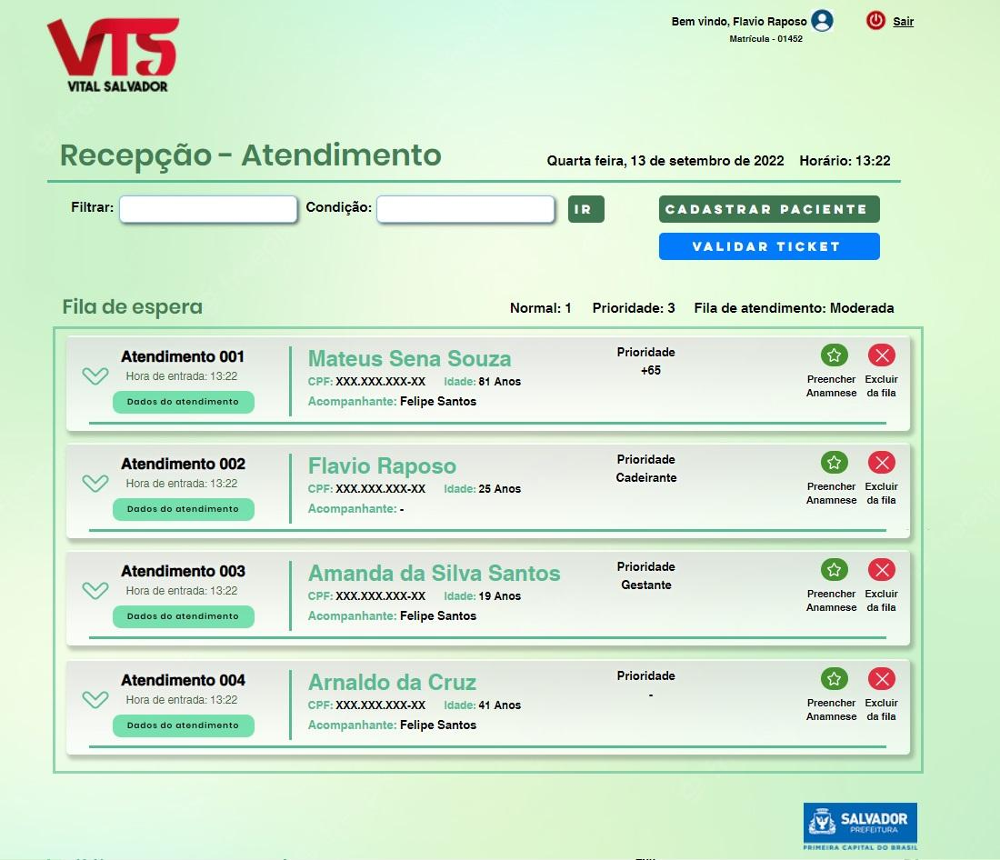 VTS
VITAL SALVADOR
Bem vindo, Flavio Raposo
Matrícula - 01452
Sair
Recepção - Atendimento
Quarta feira, 13 de setembro de 2022 Horário: 13:22
Filtrar: Condição: IR CADASTRAR PACIENTE
VALIDAR TICKET
Fila de espera
Normal: 1 Prioridade: 3 Fila de atendimento: Moderada
Atendimento 001
Hora de entrada: 13:22
Dados do atendimento
Mateus Sena Souza
CPF: XXX.XXX.XXX-XX Idade: 81 Anos
Acompanhante: Felipe Santos
Prioridade
+65
Preencher
Anamnese
Excluir
da fila
Atendimento 002
Hora de entrada: 13:22
Dados do atendimento
Flavio Raposo
CPF: XXX.XXX.XXX-XX Idade: 25 Anos
Acompanhante: -
Prioridade
Cadeirante
Preencher
Anamnese
Excluir
da fila
Atendimento 003
Hora de entrada: 13:22
Dados do atendimento
Amanda da Silva Santos
CPF: XXX.XXX.XXX-XX Idade: 19 Anos
Acompanhante: Felipe Santos
Prioridade
Gestante
Preencher
Anamnese
Excluir
da fila
Atendimento 004
Hora de entrada: 13:22
Dados do atendimento
Arnaldo da Cruz
CPF: XXX.XXX.XXX-XX Idade: 41 Anos
Acompanhante: Felipe Santos
Prioridade
-
Preencher
Anamnese
Excluir
da fila
SALVADOR
PREFEITURA
PRIMEIRA CAPITAL DO BRASIL